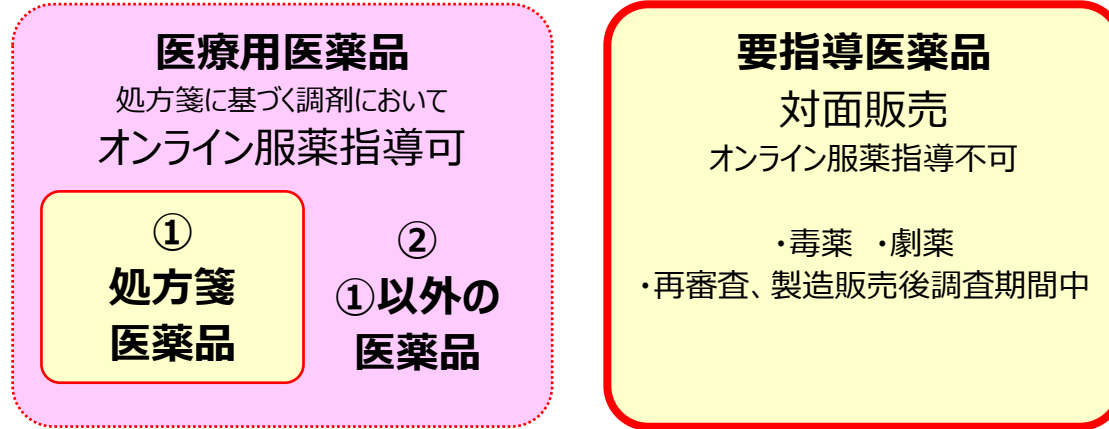 医療用医薬品
処方箋に基づく調剤において
オンライン服薬指導可
①
処方箋
医薬品
②
①以外の
医薬品
要指導医薬品
対面販売
オンライン服薬指導不可
・毒薬 ・劇薬
・再審査、製造販売後調査期間中